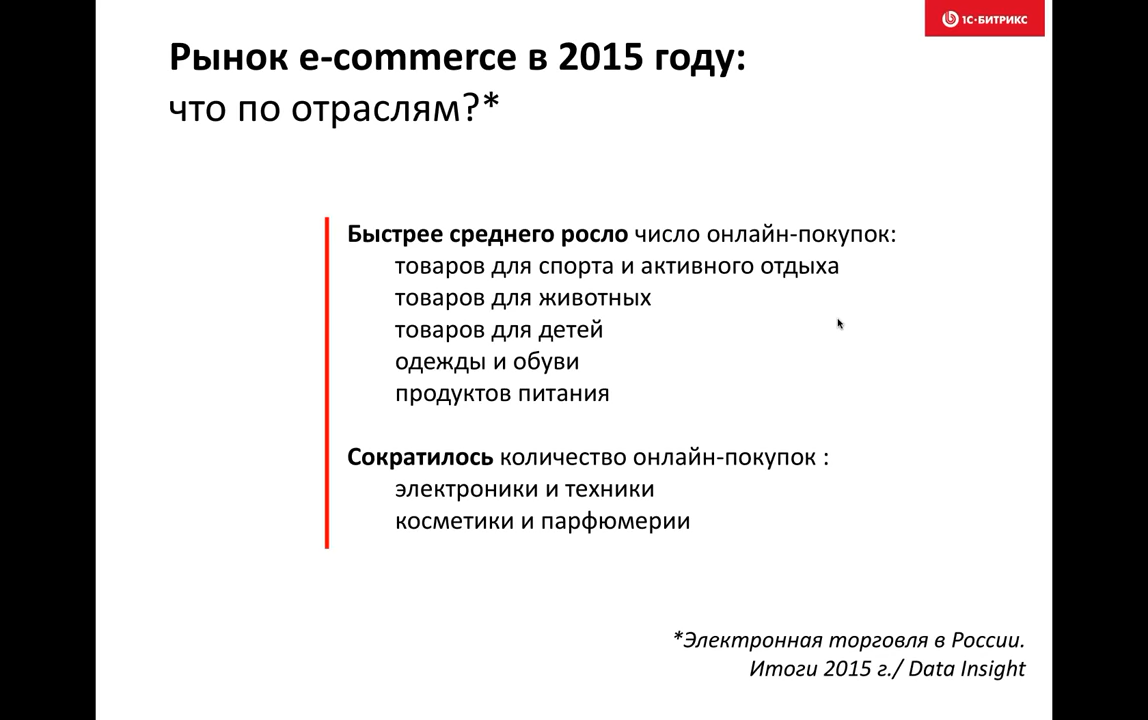 1С-БИТРИКС
Рынок e-commerce в 2015 году:
что по отраслям?*
Быстрее среднего росло число онлайн-покупок:
товаров для спорта и активного отдыха
товаров для животных
товаров для детей
одежды и обуви
продуктов питания
Сократилось количество онлайн-покупок :
электроники и техники
косметики и парфюмерии
*Электронная торговля в России.
Итоги 2015 г./ Data Insight